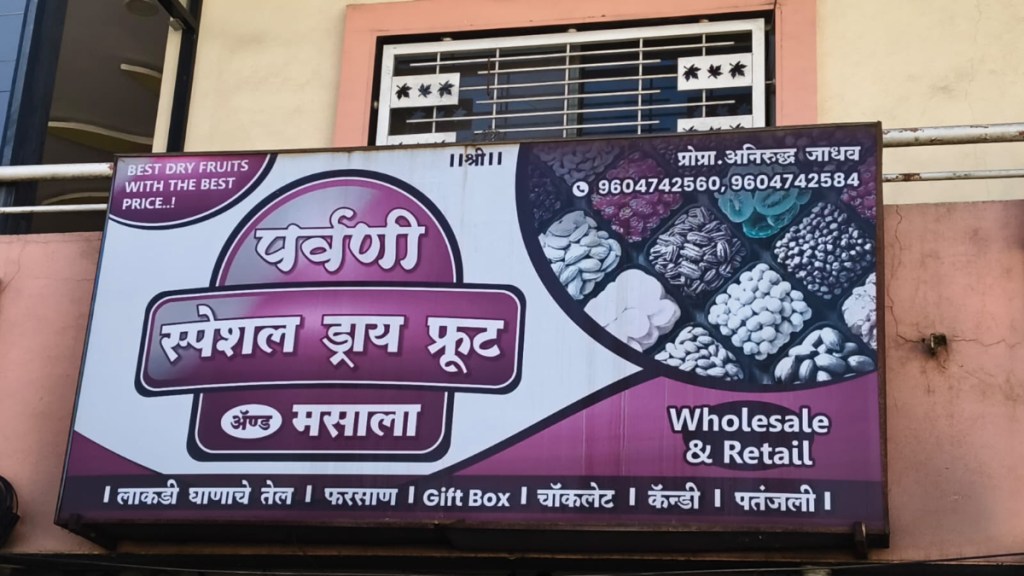 BEST DRY FRUITS
WITH THE BEST
PRICE..!
||श्री||
प्रोप्रा.अनिरुद्ध जाधव
9604742560, 9604742584
पर्वणी
स्पेशल ड्राय फ्रूट
ॲण्ड मसाला
Wholesale
& Retail
| लाकडी घाणाचे तेल | फरसाण | Gift Box | चॉकलेट | कॅन्डी | पतंजली |